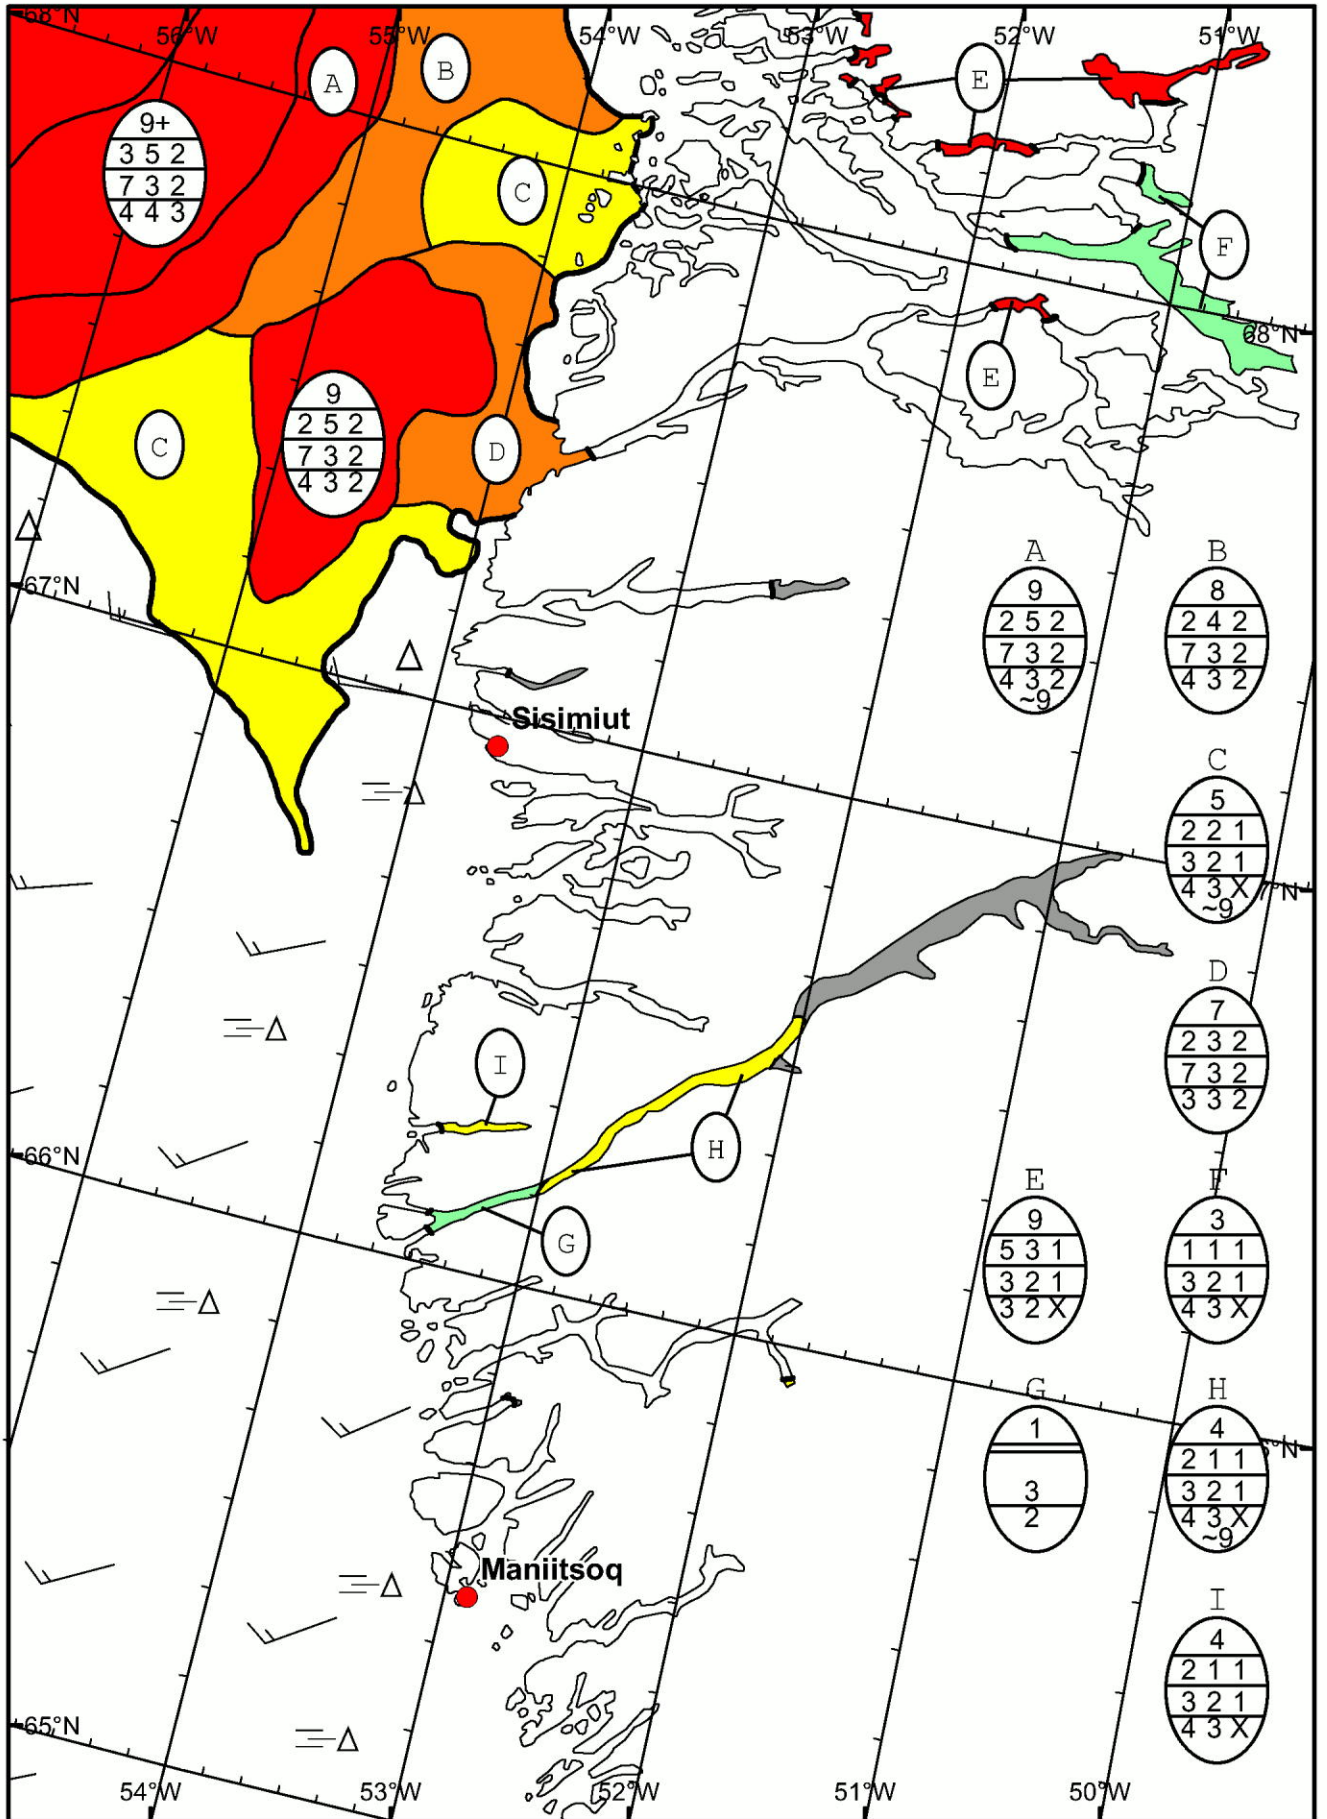 68°N
56°W 55°W 54°W 53°W 52°W 51°W
A
B
E
9+
3 5 2
7 3 2
4 4 3
C
F
68°N
E
9
2 5 2
7 3 2
4 3 2
C
D
67°N
A
9
2 5 2
7 3 2
4 3 2
~9
B
8
2 4 2
7 3 2
4 3 2
Sisimiut
C
5
2 2 1
3 2 1
4 3 X
~9
7°N
D
7
2 3 2
7 3 2
3 3 2
I
H
66°N
G
E
9
5 3 1
3 2 1
3 2 X
F
3
1 1 1
3 2 1
4 3 X
G
1
3
2
H
4
2 1 1
3 2 1
4 3 X
~9
6°N
Maniitsoq
I
4
2 1 1
3 2 1
4 3 X
65°N
54°W 53°W 52°W 51°W 50°W